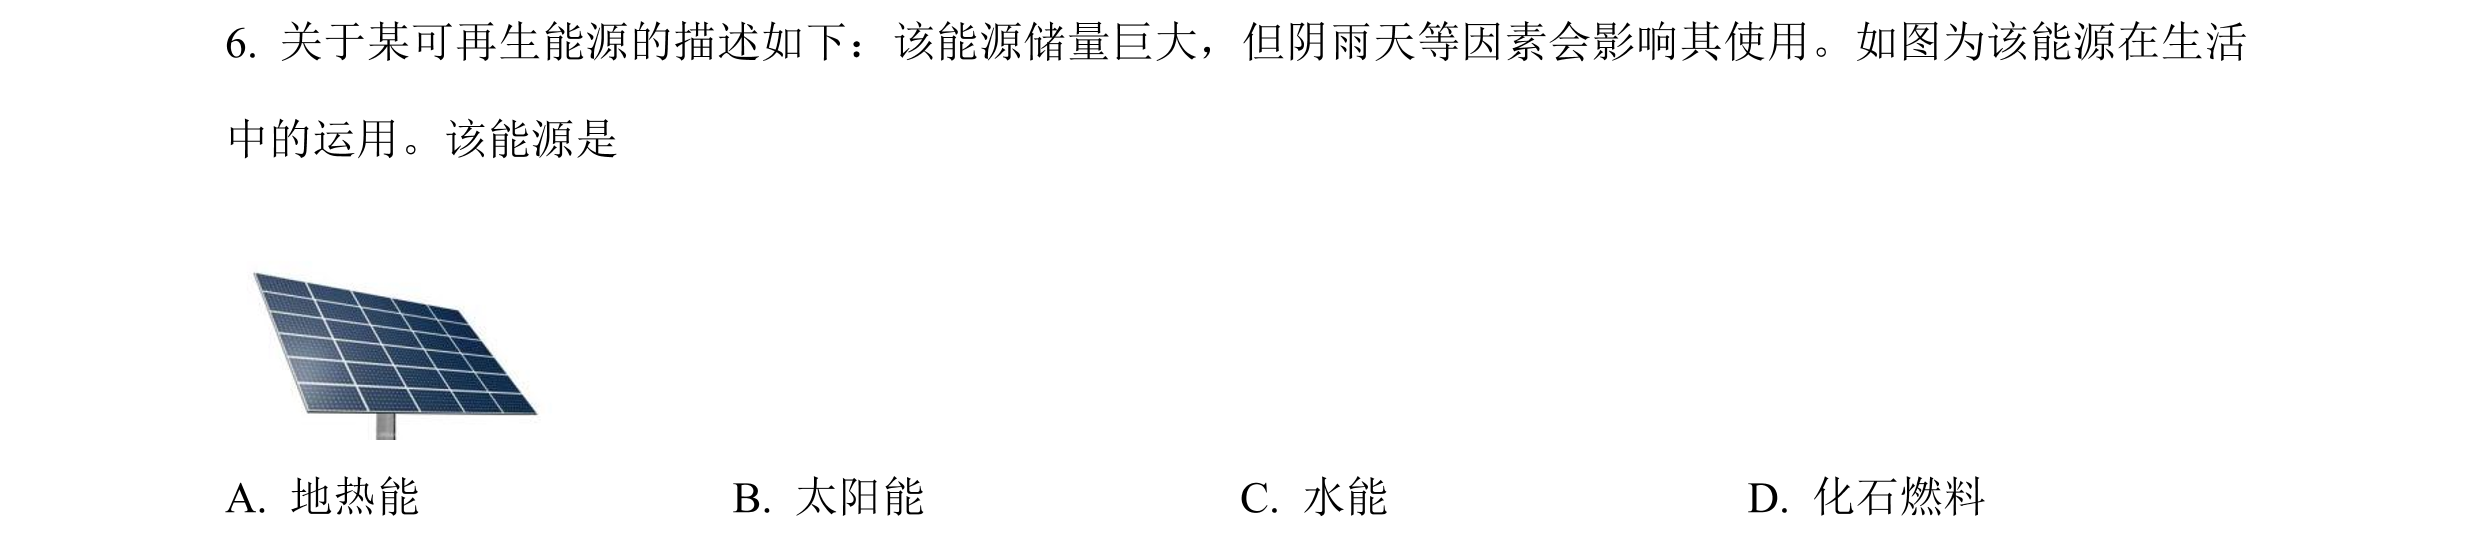 6. 关于某可再生能源的描述如下：该能源储量巨大，但阴雨天等因素会影响其使用。如图为该能源在生活
中的运用。该能源是
A. 地热能 B. 太阳能 C. 水能 D. 化石燃料